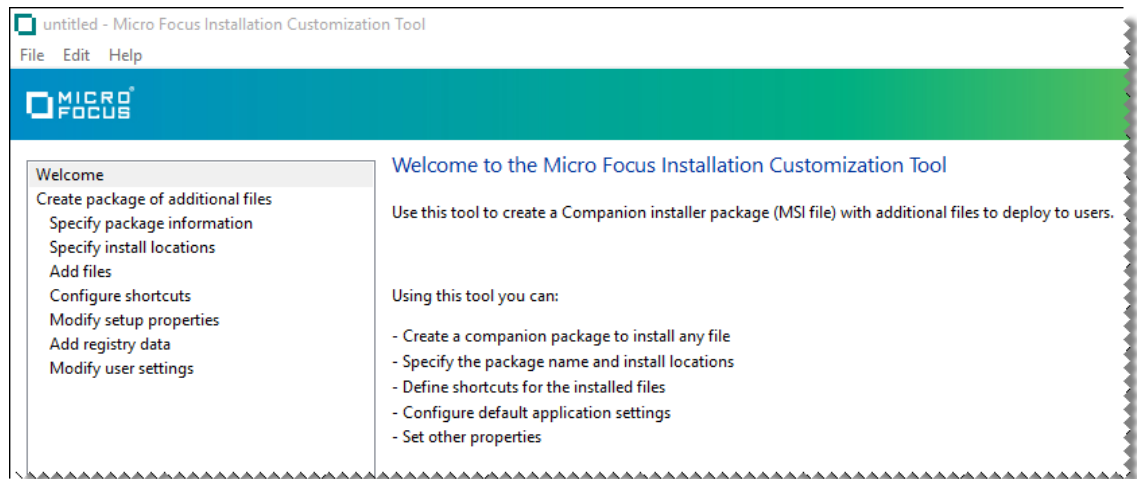 untitled - Micro Focus Installation Customization Tool
File Edit Help
MICRO
FOCUS
Welcome
Create package of additional files
Specify package information
Specify install locations
Add files
Configure shortcuts
Modify setup properties
Add registry data
Modify user settings
Welcome to the Micro Focus Installation Customization Tool
Use this tool to create a Companion installer package (MSI file) with additional files to deploy to users.
Using this tool you can:
- Create a companion package to install any file
- Specify the package name and install locations
- Define shortcuts for the installed files
- Configure default application settings
- Set other properties